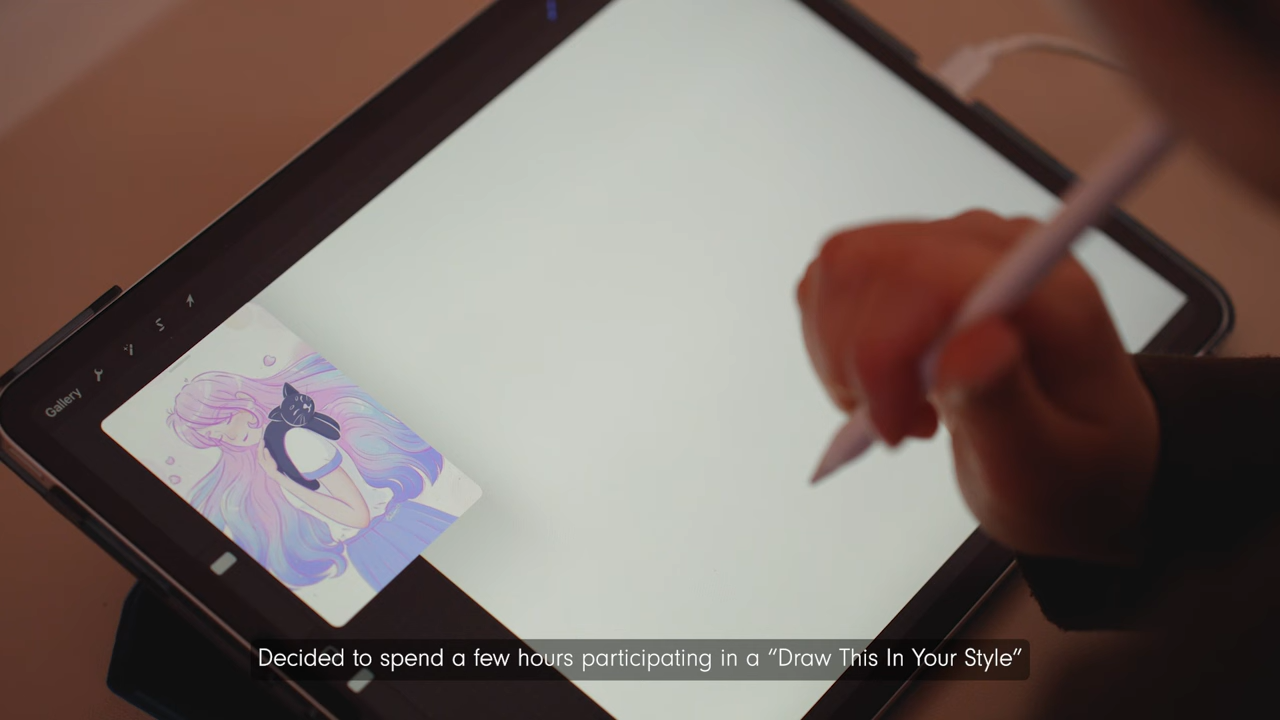 Gallery
Decided to spend a few hours participating in a “Draw This In Your Style”